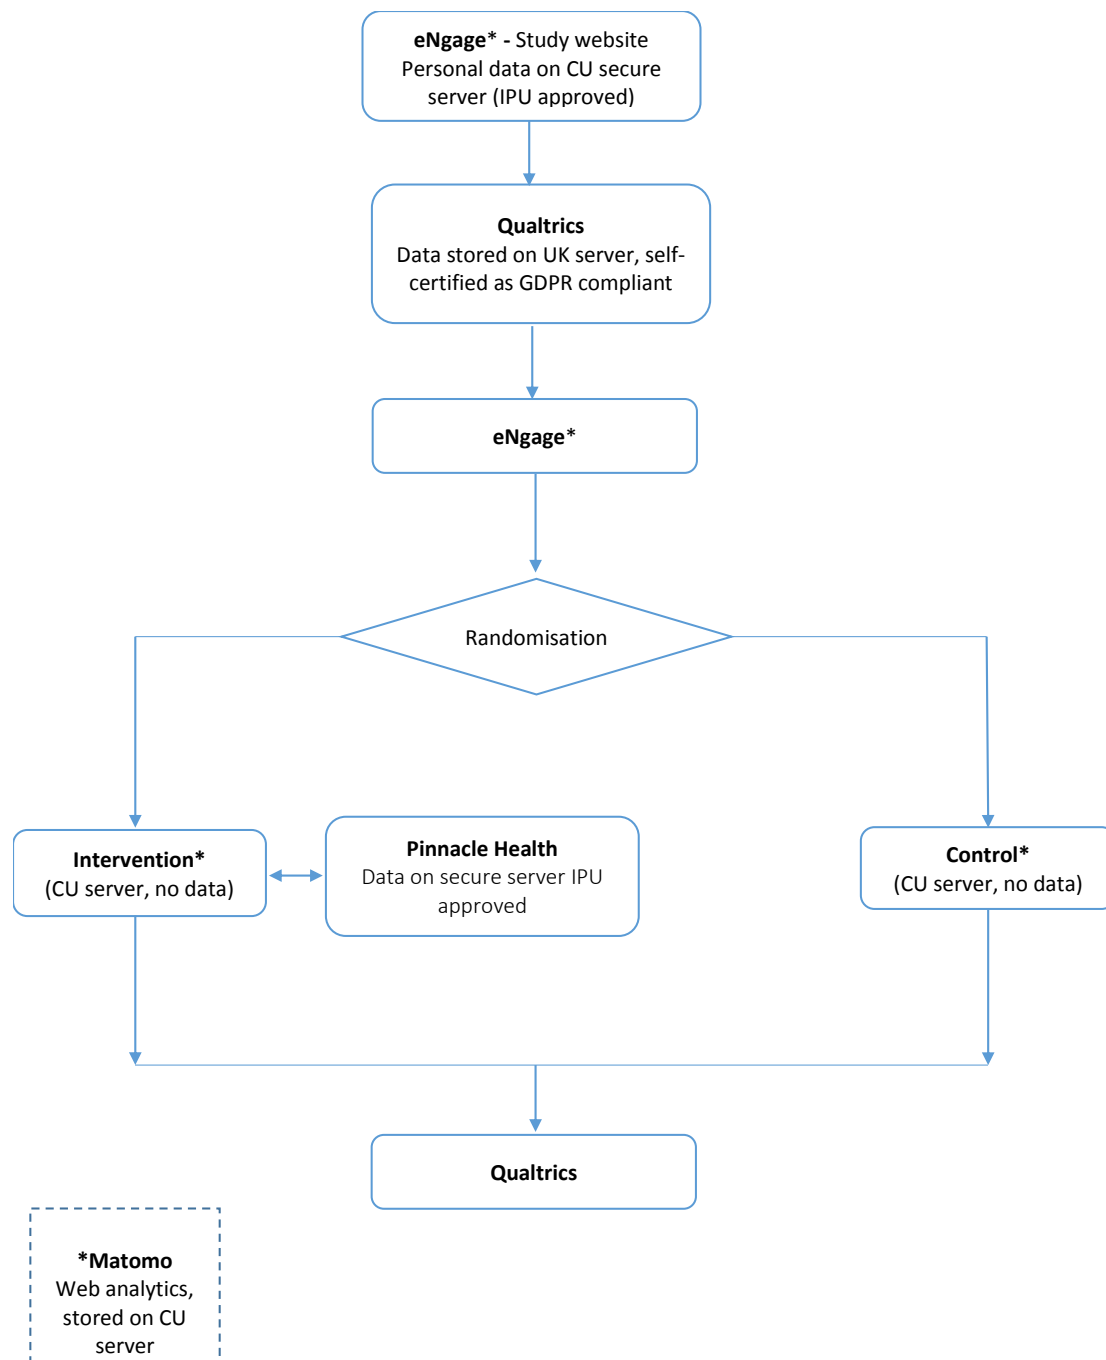 eNgage* - Study website
Personal data on CU secure
server (IPU approved)
Qualtrics
Data stored on UK server, self-
certified as GDPR compliant
eNgage*
Randomisation
Intervention*
(CU server, no data)
Pinnacle Health
Data on secure server IPU
approved
Control*
(CU server, no data)
Qualtrics
*Matomo
Web analytics,
stored on CU
server